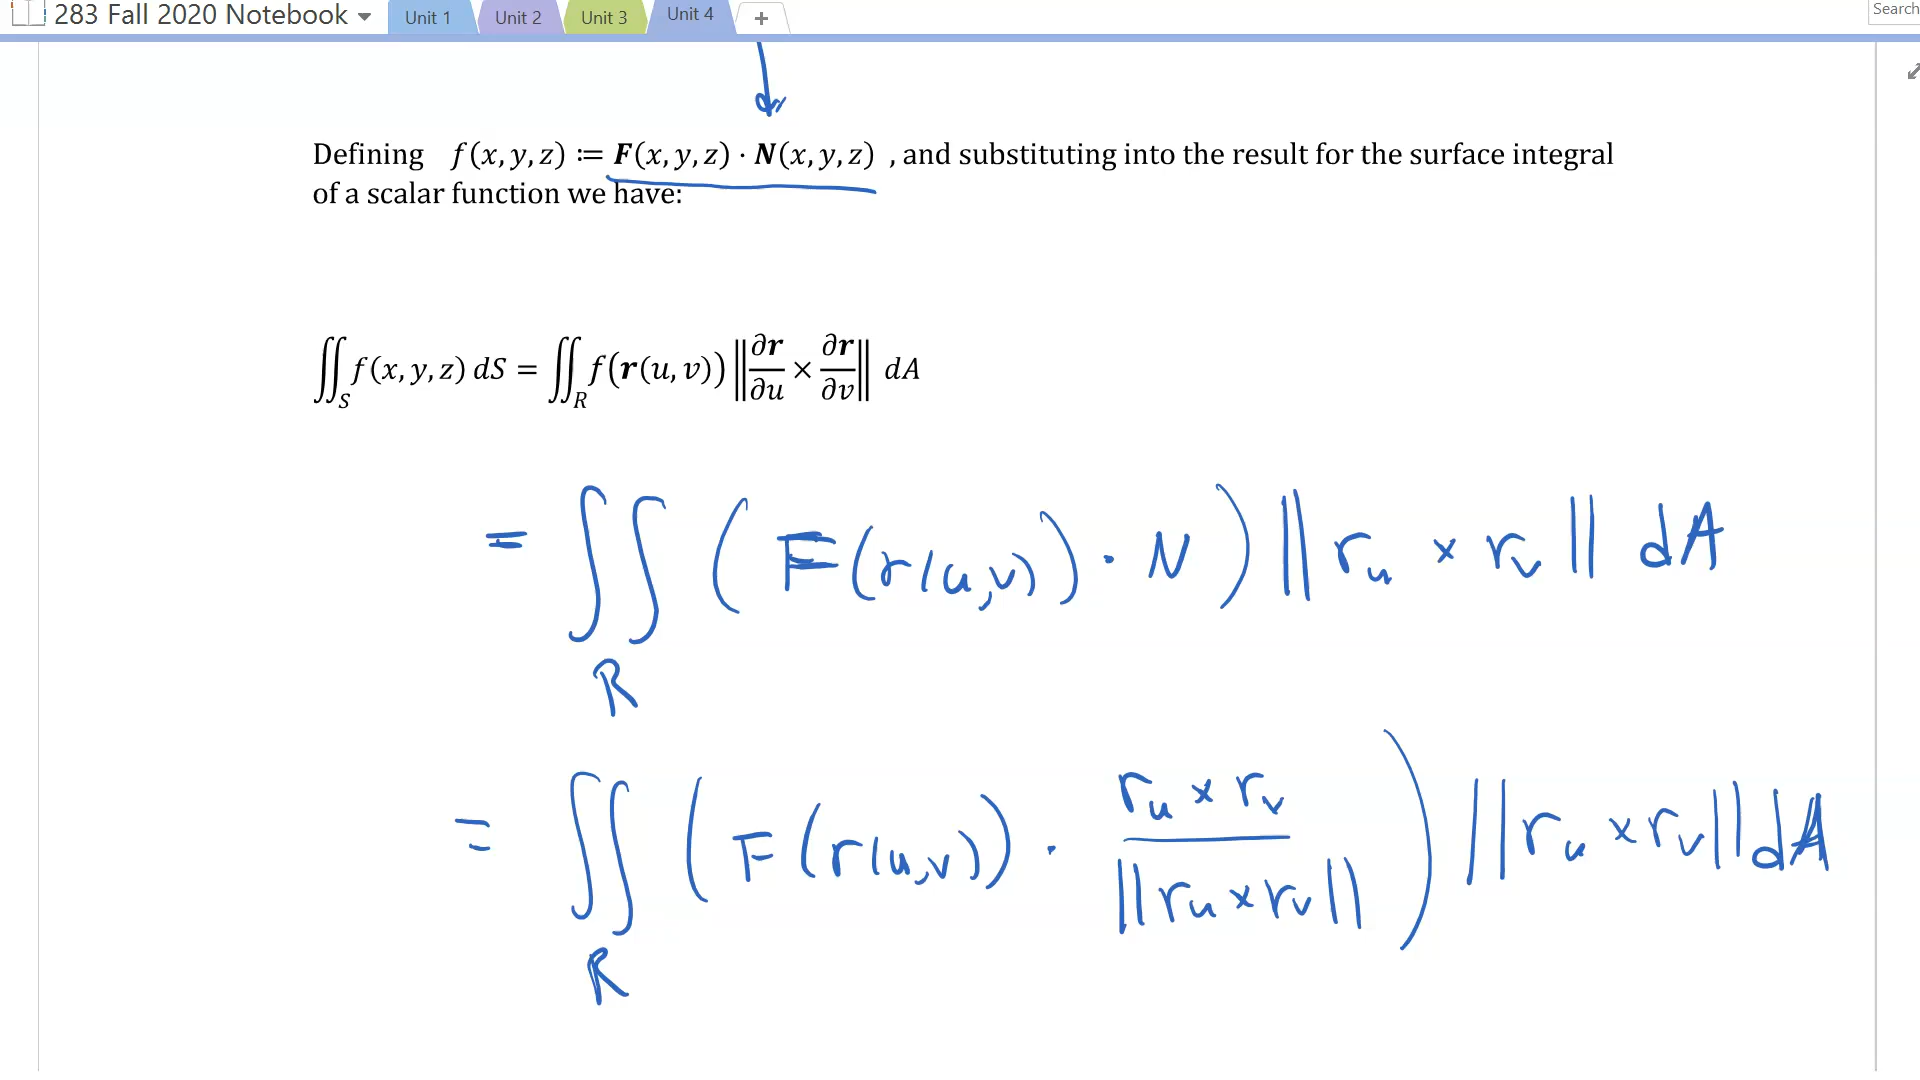 283 Fall 2020 Notebook Unit 1 Unit 2 Unit 3 Unit 4 + Search
Defining f(x, y, z) ≔ F(x, y, z) · N(x, y, z) , and substituting into the result for the surface integral
of a scalar function we have:
∬_S f(x, y, z) dS = ∬_R f(r(u, v)) ‖∂r/∂u × ∂r/∂v‖ dA
= ∬_R (F(r(u,v)) · N) ||r_u × r_v|| dA
= ∬_R (F(r(u,v)) · (r_u × r_v)/||r_u × r_v||) ||r_u × r_v|| dA